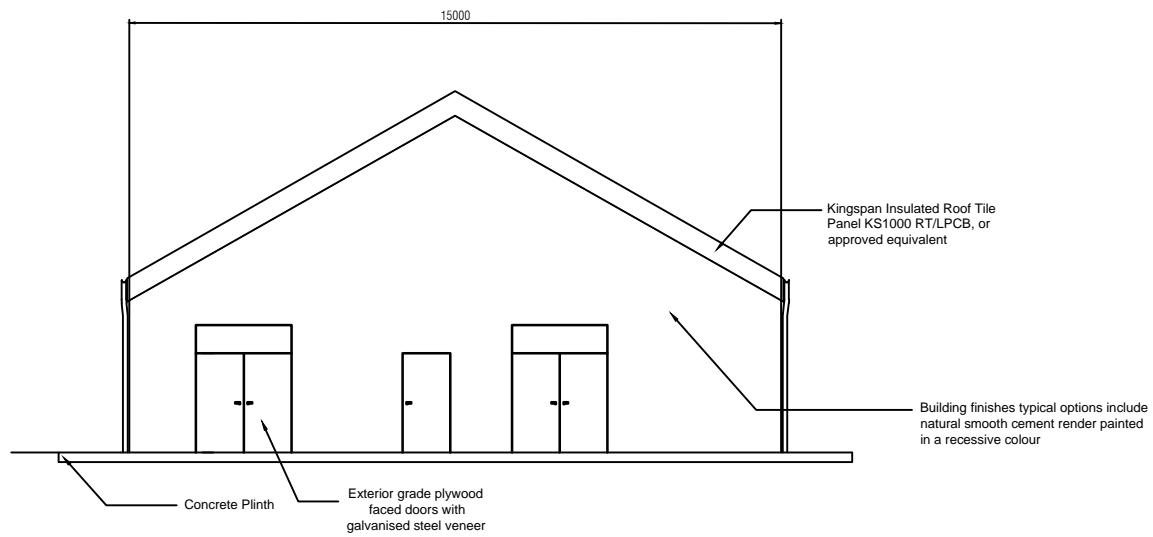 15000
Kingspan Insulated Roof Tile
Panel KS1000 RT/LPCB, or
approved equivalent
Building finishes typical options include
natural smooth cement render painted
in a recessive colour
Concrete Plinth
Exterior grade plywood
faced doors with
galvanised steel veneer